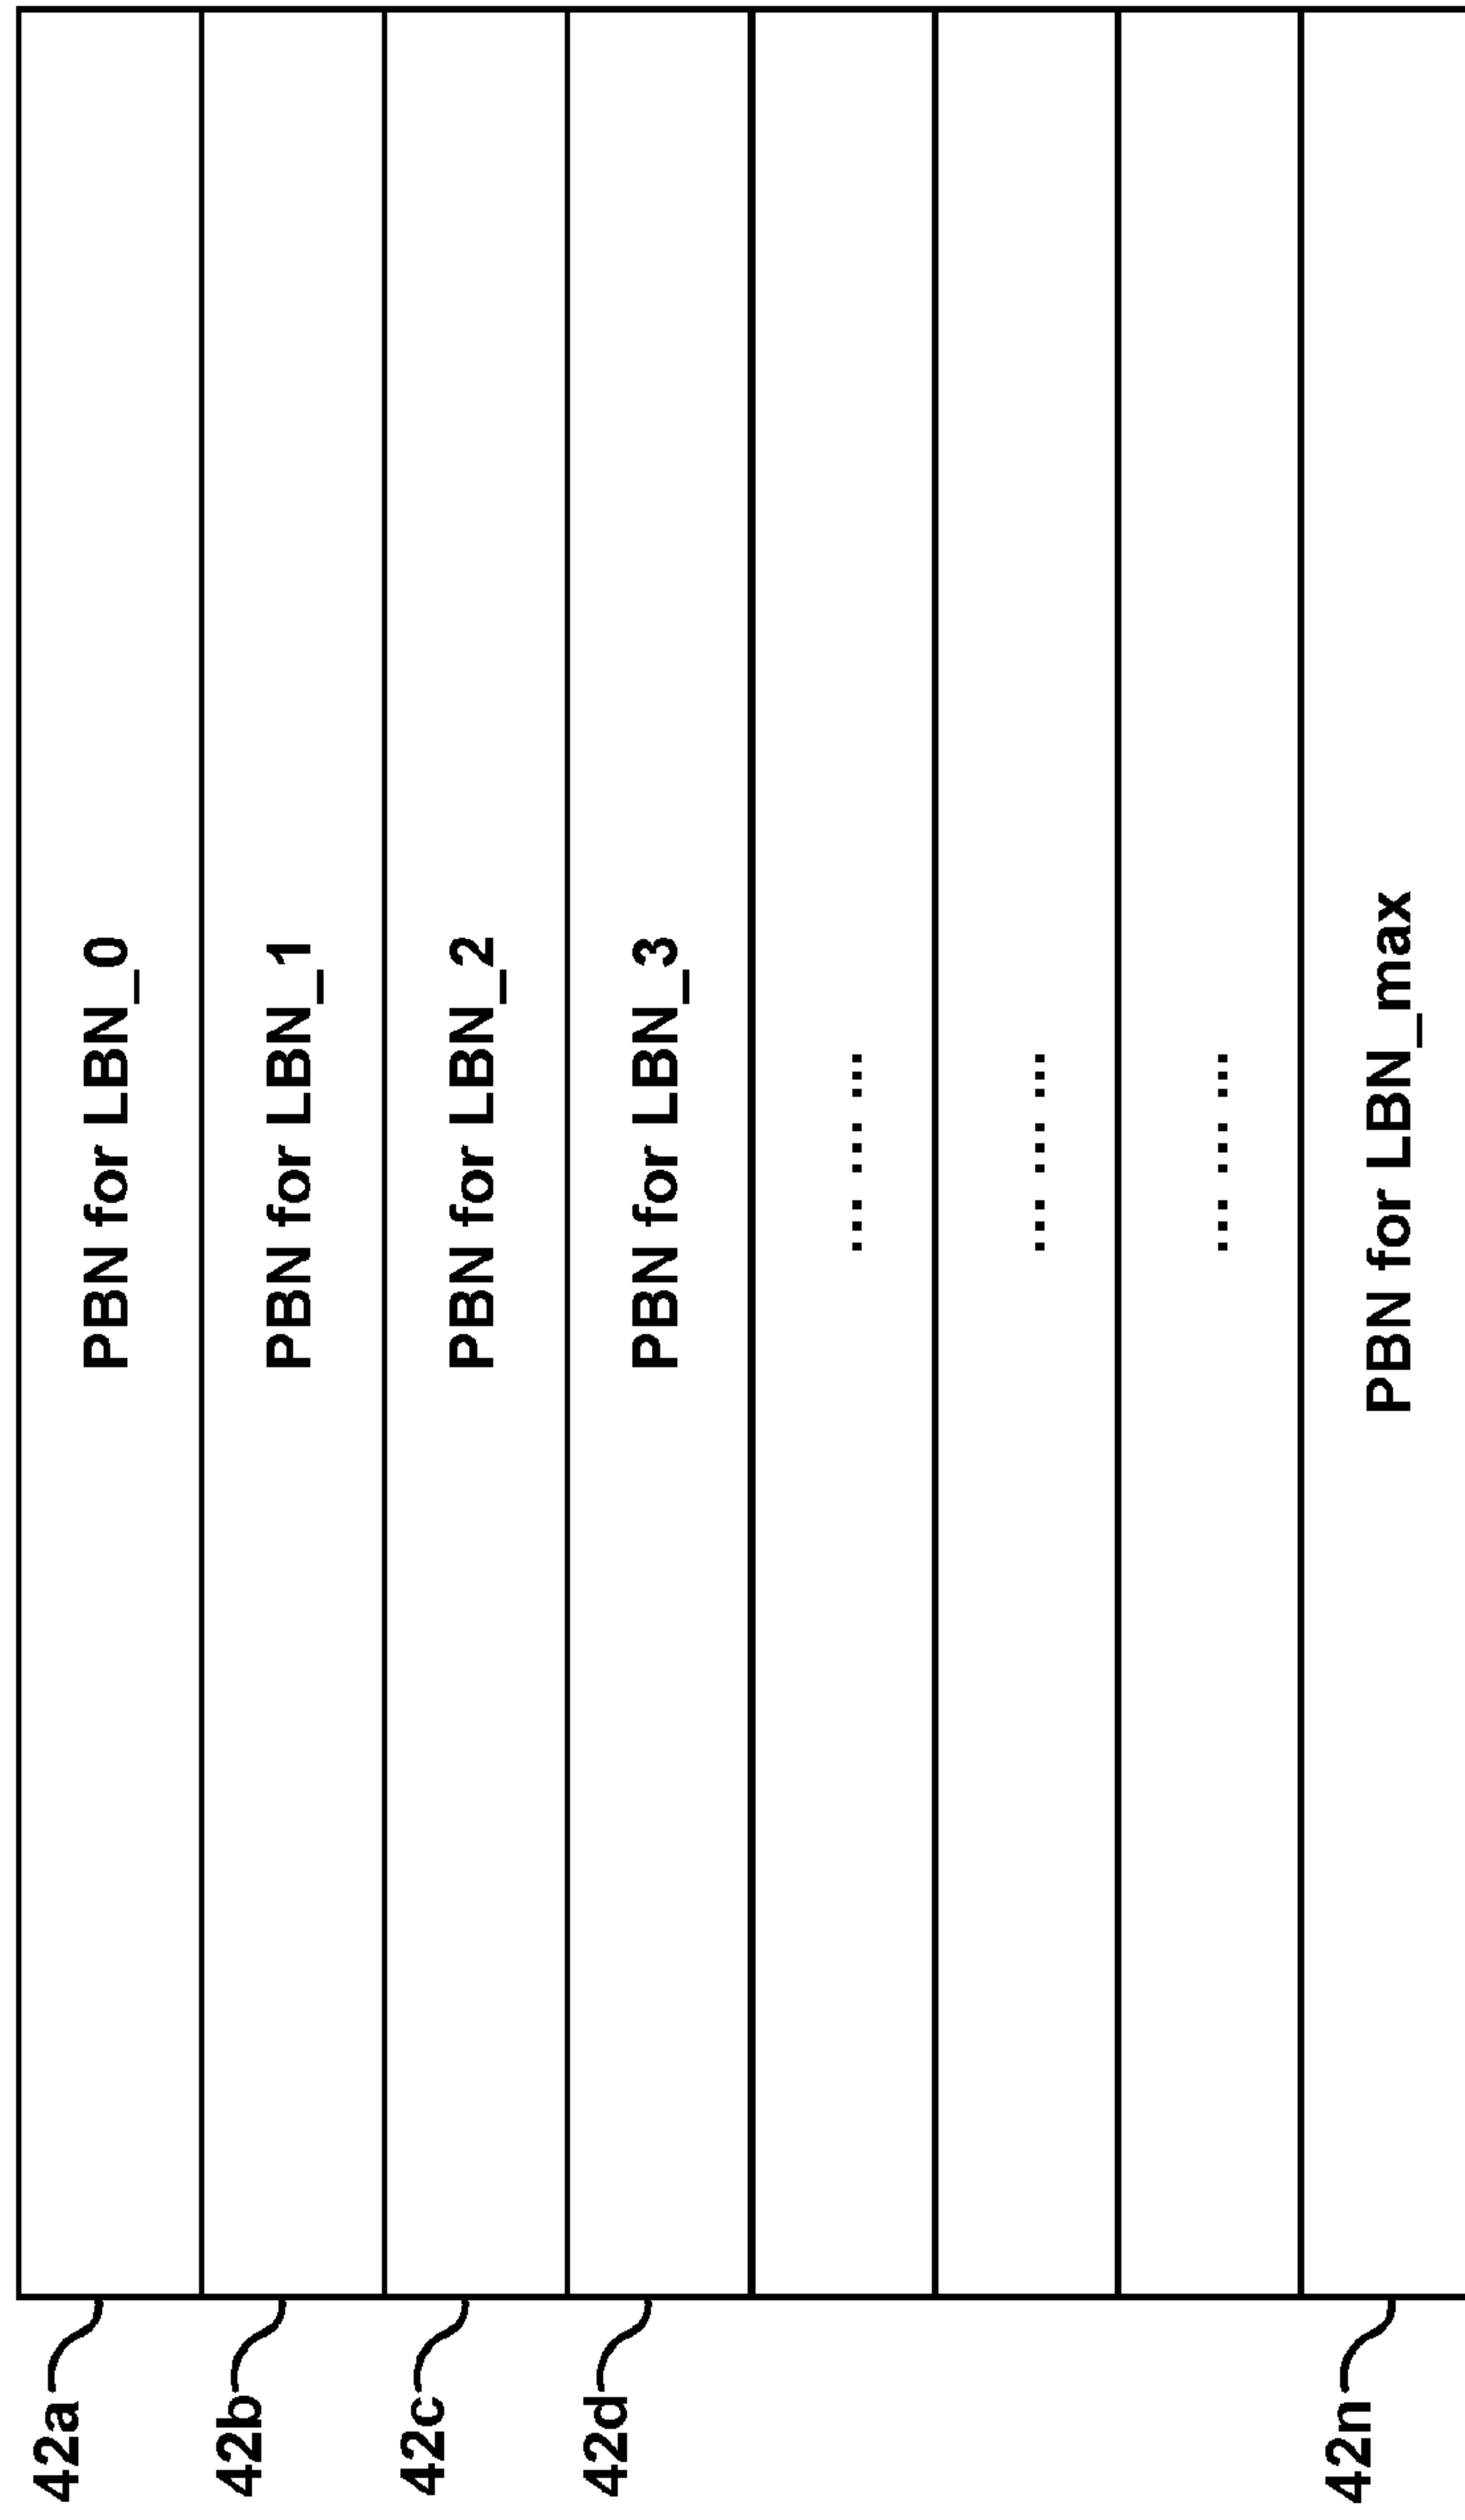 42a PBN for LBN_0
42b PBN for LBN_1
42c PBN for LBN_2
42d PBN for LBN_3
... ... ...
... ... ...
... ... ...
42n PBN for LBN_max